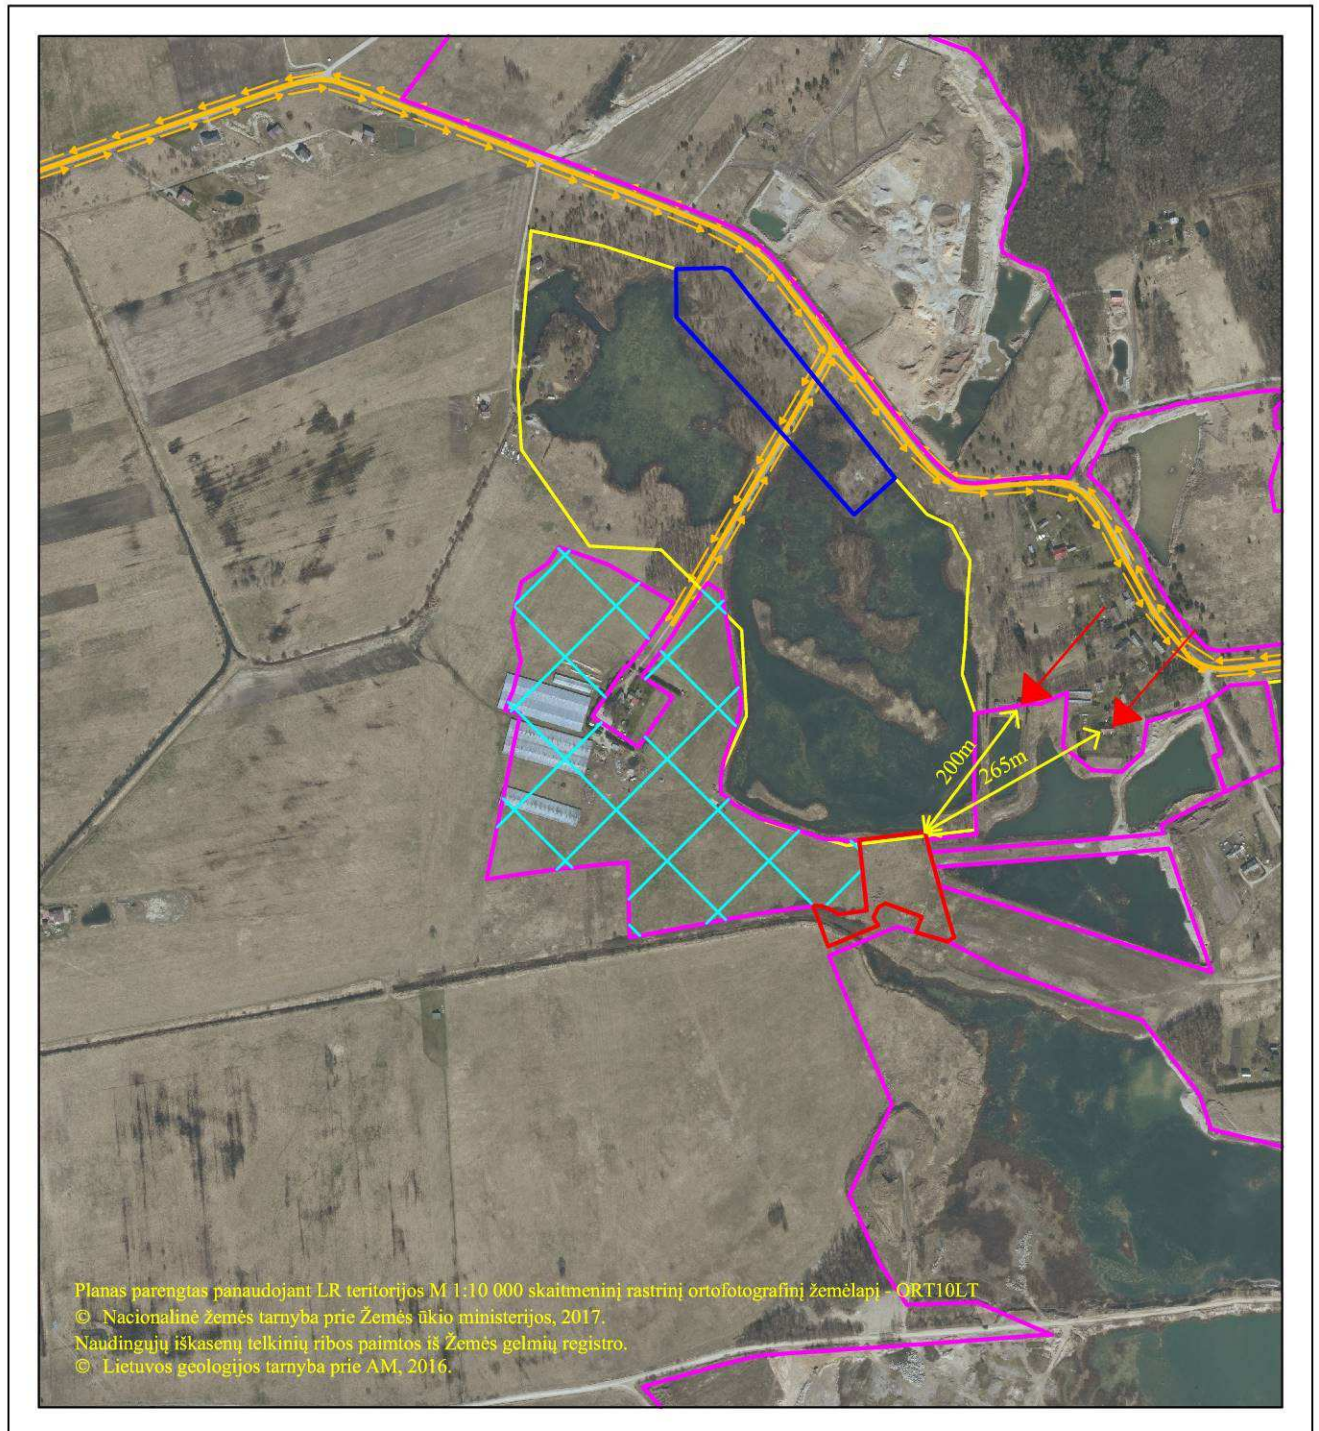 200m
265m
Planas parengtas panaudojant LR teritorijos M 1:10 000 skaitmeninį rastrinį ortofotografinį žemėlapį - ORT10LT
© Nacionalinė žemės tarnyba prie Žemės ūkio ministerijos, 2017.
Naudingųjų iškasenų telkinių ribos paimtos iš Žemės gelmių registro.
© Lietuvos geologijos tarnyba prie AM, 2016.